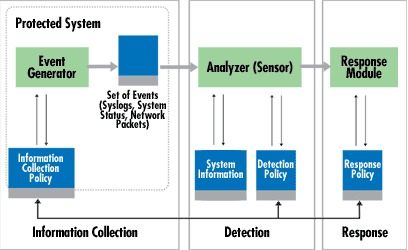 Protected System
Event
Generator
Set of Events
(Syslogs, System
Status, Network
Packets)
Analyzer (Sensor)
Response
Module
Information
Collection
Policy
System
Information
Detection
Policy
Response
Policy
Information Collection
Detection
Response